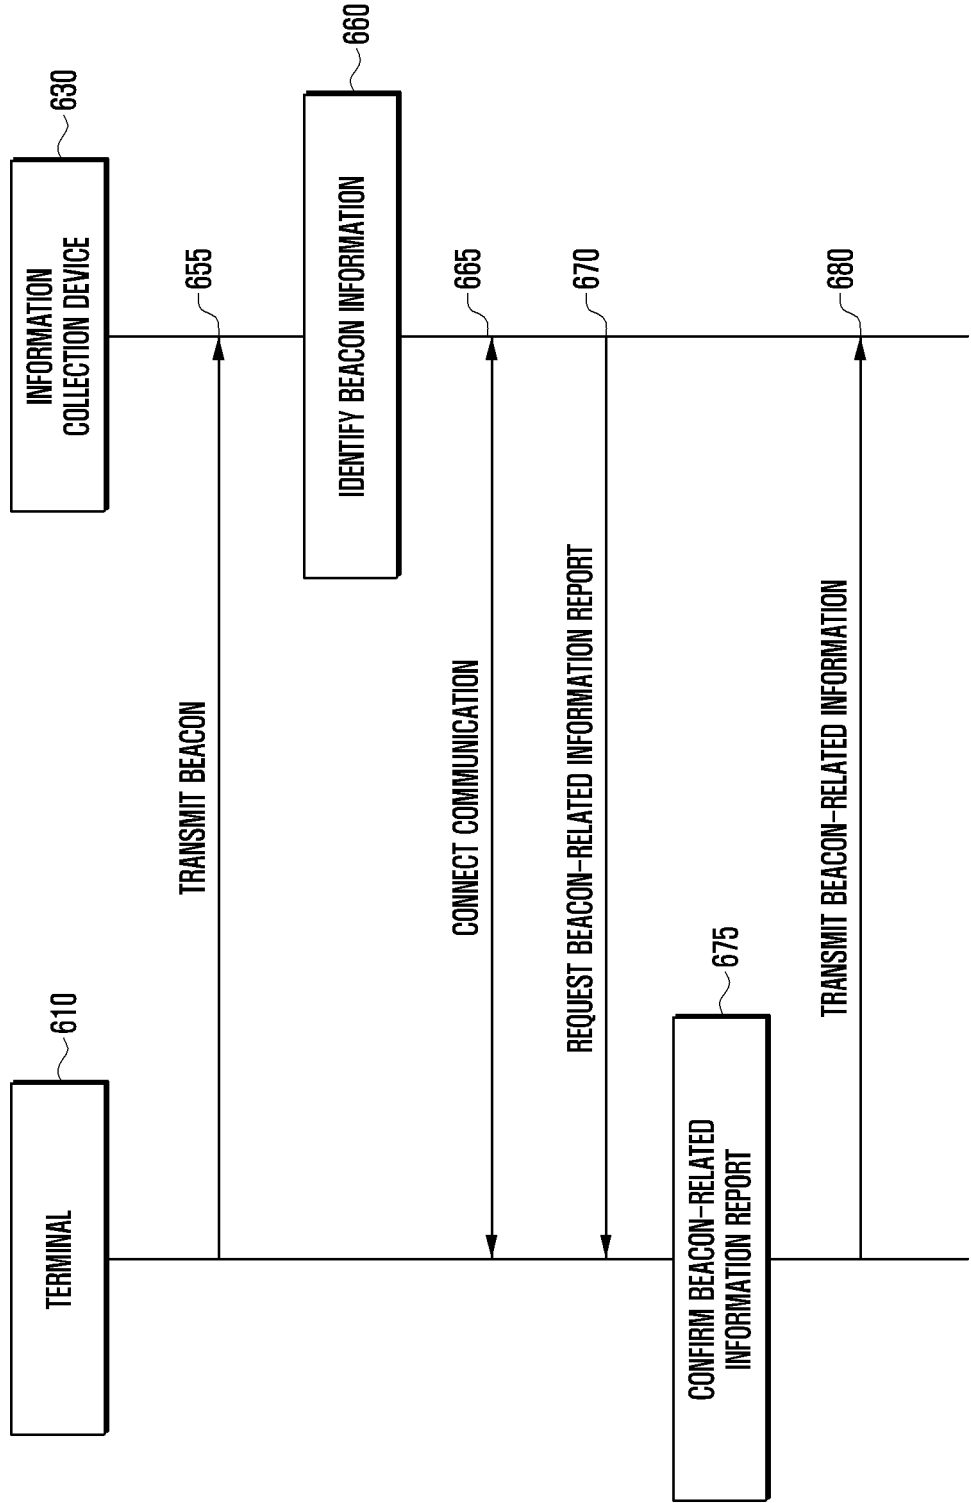 TERMINAL
610
INFORMATION
COLLECTION DEVICE
630
TRANSMIT BEACON
655
IDENTIFY BEACON INFORMATION
660
CONNECT COMMUNICATION
665
REQUEST BEACON-RELATED INFORMATION REPORT
670
CONFIRM BEACON-RELATED
INFORMATION REPORT
675
TRANSMIT BEACON-RELATED INFORMATION
680